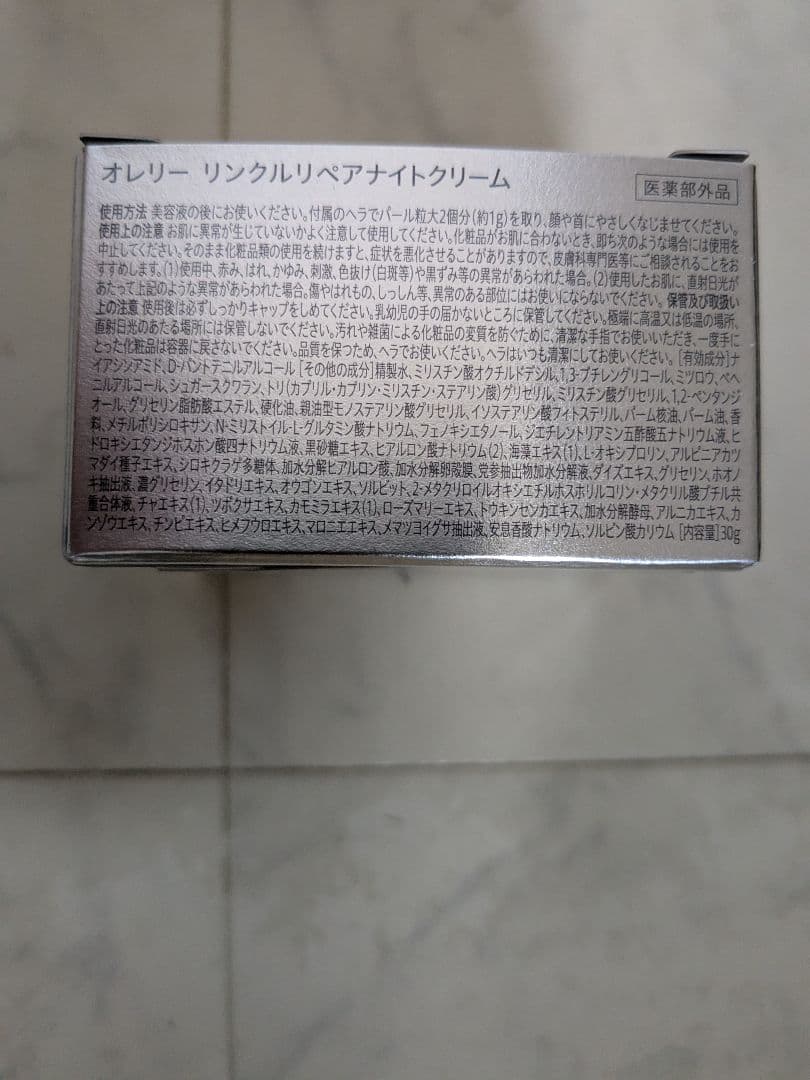 オレリー リンクルリペアナイトクリーム
医薬部外品
使用方法 美容液の後にお使いください。付属のヘラでパール粒大2個分(約1g)を取り、顔や首にやさしくなじませてください。
使用上の注意 お肌に異常が生じていないかよく注意して使用してください。化粧品がお肌に合わないとき、即ち次のような場合には使用を
中止してください。そのまま化粧品類の使用を続けますと、症状を悪化させることがありますので、皮膚科専門医等にご相談されることをお
すすめします。(1)使用中、赤み、はれ、かゆみ、刺激、色抜け(白斑等)や黒ずみ等の異常があらわれた場合。(2)使用したお肌に、直射日光が
あたって上記のような異常があらわれた場合。傷やはれもの、しっしん等、異常のある部位にはお使いにならないでください。 保管及び取扱い
上の注意 使用後は必ずしっかりキャップをしめてください。乳幼児の手の届かないところに保管してください。極端に高温又は低温の場所、
直射日光のあたる場所には保管しないでください。汚れや雑菌による化粧品の変質を防ぐために、清潔な手指でお使いいただき、一度手に
とった化粧品は容器に戻さないでください。品質を保つため、ヘラでお使いください。ヘラはいつも清潔にしてお使いください。 [有効成分]ナ
イアシンアミド、D-パントテニルアルコール [その他の成分]精製水、ミリスチン酸オクチルドデシル、1,3-ブチレングリコール、ミツロウ、ベヘ
ニルアルコール、シュガースクワラン、トリ(カプリル・カプリン・ミリスチン・ステアリン酸)グリセリル、ミリスチン酸グリセリル、1,2-ペンタンジ
オール、グリセリン脂肪酸エステル、硬化油、親油型モノステアリン酸グリセリル、イソステアリン酸フィトステリル、パーム核油、パーム油、香
料、メチルポリシロキサン、N-ミリストイル-L-グルタミン酸ナトリウム、フェノキシエタノール、ジエチレントリアミン五酢酸五ナトリウム液、ヒ
ドロキシエタンジホスホン酸四ナトリウム液、黒砂糖エキス、ヒアルロン酸ナトリウム(2)、海藻エキス(1)、L-オキシプロリン、アルピニアカツ
マダイ種子エキス、シロキクラゲ多糖体、加水分解ヒアルロン酸、加水分解卵殻膜、党参抽出物加水分解液、ダイズエキス、グリセリン、ホオノ
キ抽出液、濃グリセリン、イタドリエキス、オウゴンエキス、ソルビット、2-メタクリロイルオキシエチルホスホリルコリン・メタクリル酸ブチル共
重合体液、チャエキス(1)、ツボクサエキス、カモミラエキス(1)、ローズマリーエキス、トウキンセンカエキス、加水分解酵母、アルニカエキス、カ
ンゾウエキス、チンピエキス、ヒメフウロエキス、マロニエエキス、メマツヨイグサ抽出液、安息香酸ナトリウム、ソルビン酸カリウム [内容量]30g